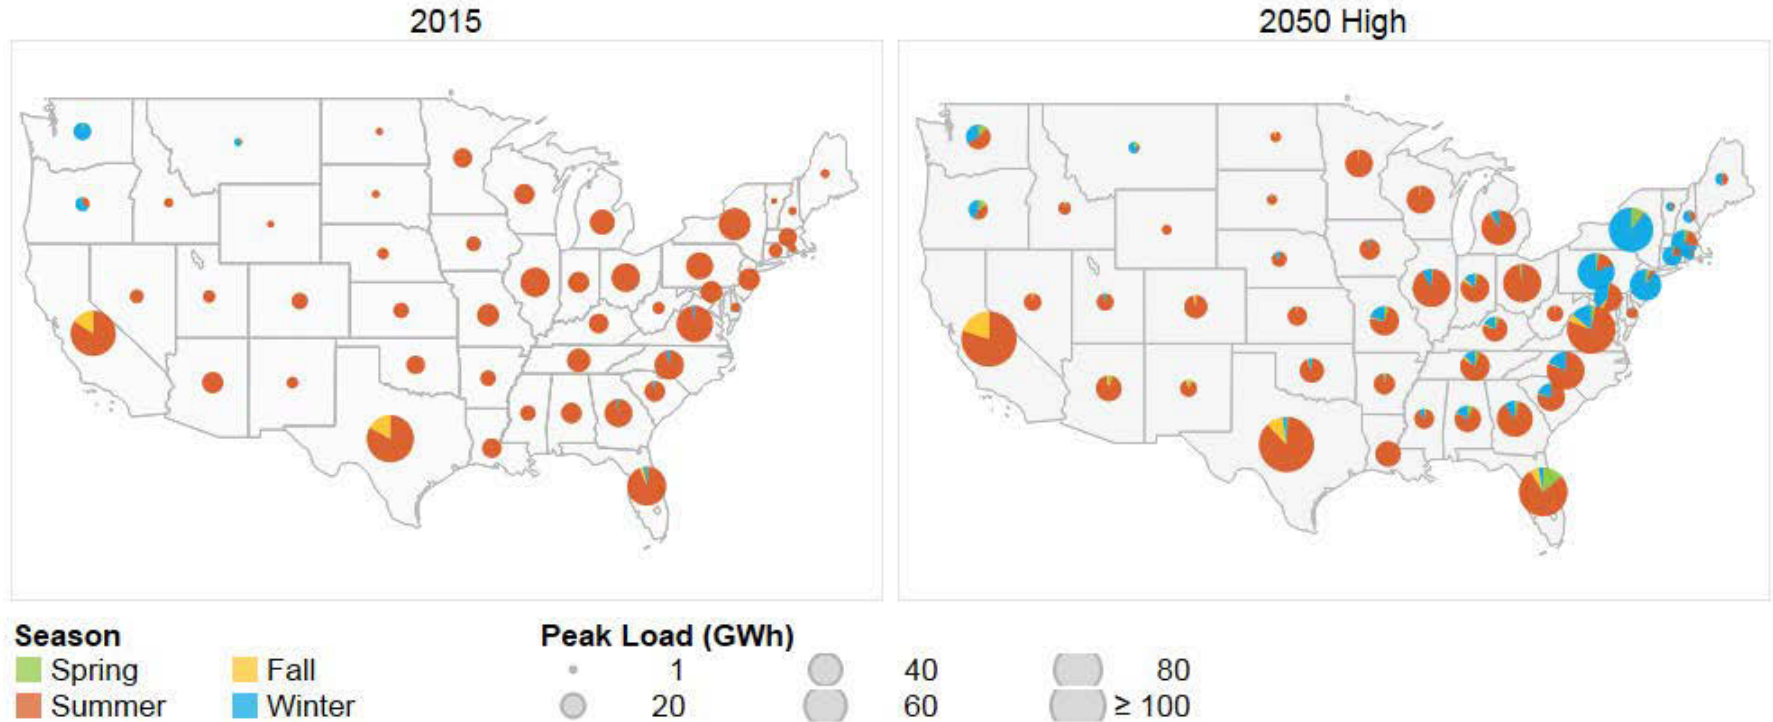 2015
2050 High
Season
Peak Load (GWh)
Spring Fall 1 40 80
Summer Winter 20 60 ≥ 100